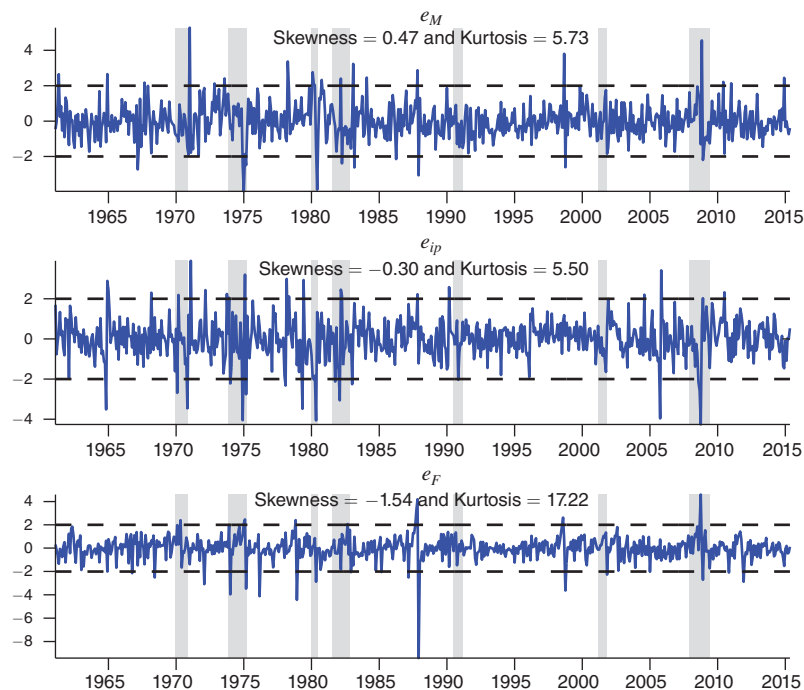 e_M
Skewness = 0.47 and Kurtosis = 5.73
4
2
0
−2
1965 1970 1975 1980 1985 1990 1995 2000 2005 2010 2015
e_ip
Skewness = −0.30 and Kurtosis = 5.50
2
0
−2
−4
1965 1970 1975 1980 1985 1990 1995 2000 2005 2010 2015
e_F
Skewness = −1.54 and Kurtosis = 17.22
4
2
0
−2
−4
−6
−8
1965 1970 1975 1980 1985 1990 1995 2000 2005 2010 2015